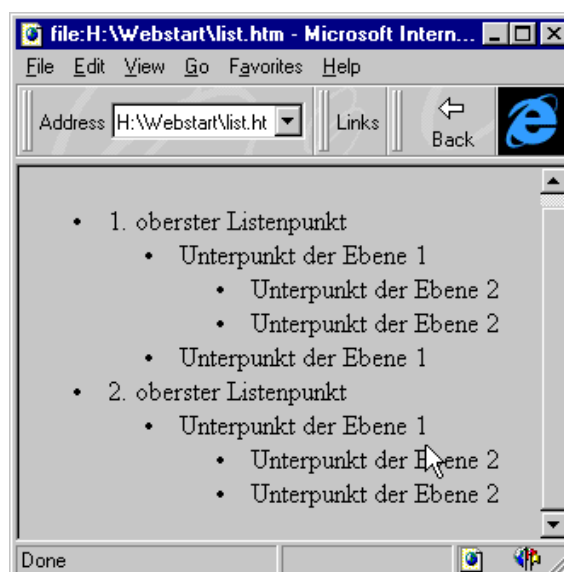 file:H:\Webstart\list.htm - Microsoft Intern...
File Edit View Go Favorites Help
Address H:\Webstart\list.ht Links Back
• 1. oberster Listenpunkt
• Unterpunkt der Ebene 1
• Unterpunkt der Ebene 2
• Unterpunkt der Ebene 2
• Unterpunkt der Ebene 1
• 2. oberster Listenpunkt
• Unterpunkt der Ebene 1
• Unterpunkt der Ebene 2
• Unterpunkt der Ebene 2
Done